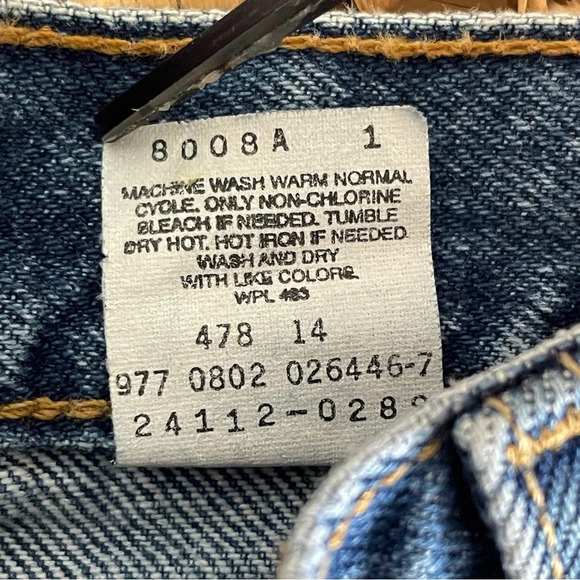 8008A 1
MACHINE WASH WARM NORMAL
CYCLE. ONLY NON-CHLORINE
BLEACH IF NEEDED. TUMBLE
DRY HOT. HOT IRON IF NEEDED.
WASH AND DRY
WITH LIKE COLORS.
WPL 483
478 14
977 0802 026446-7
24112-028